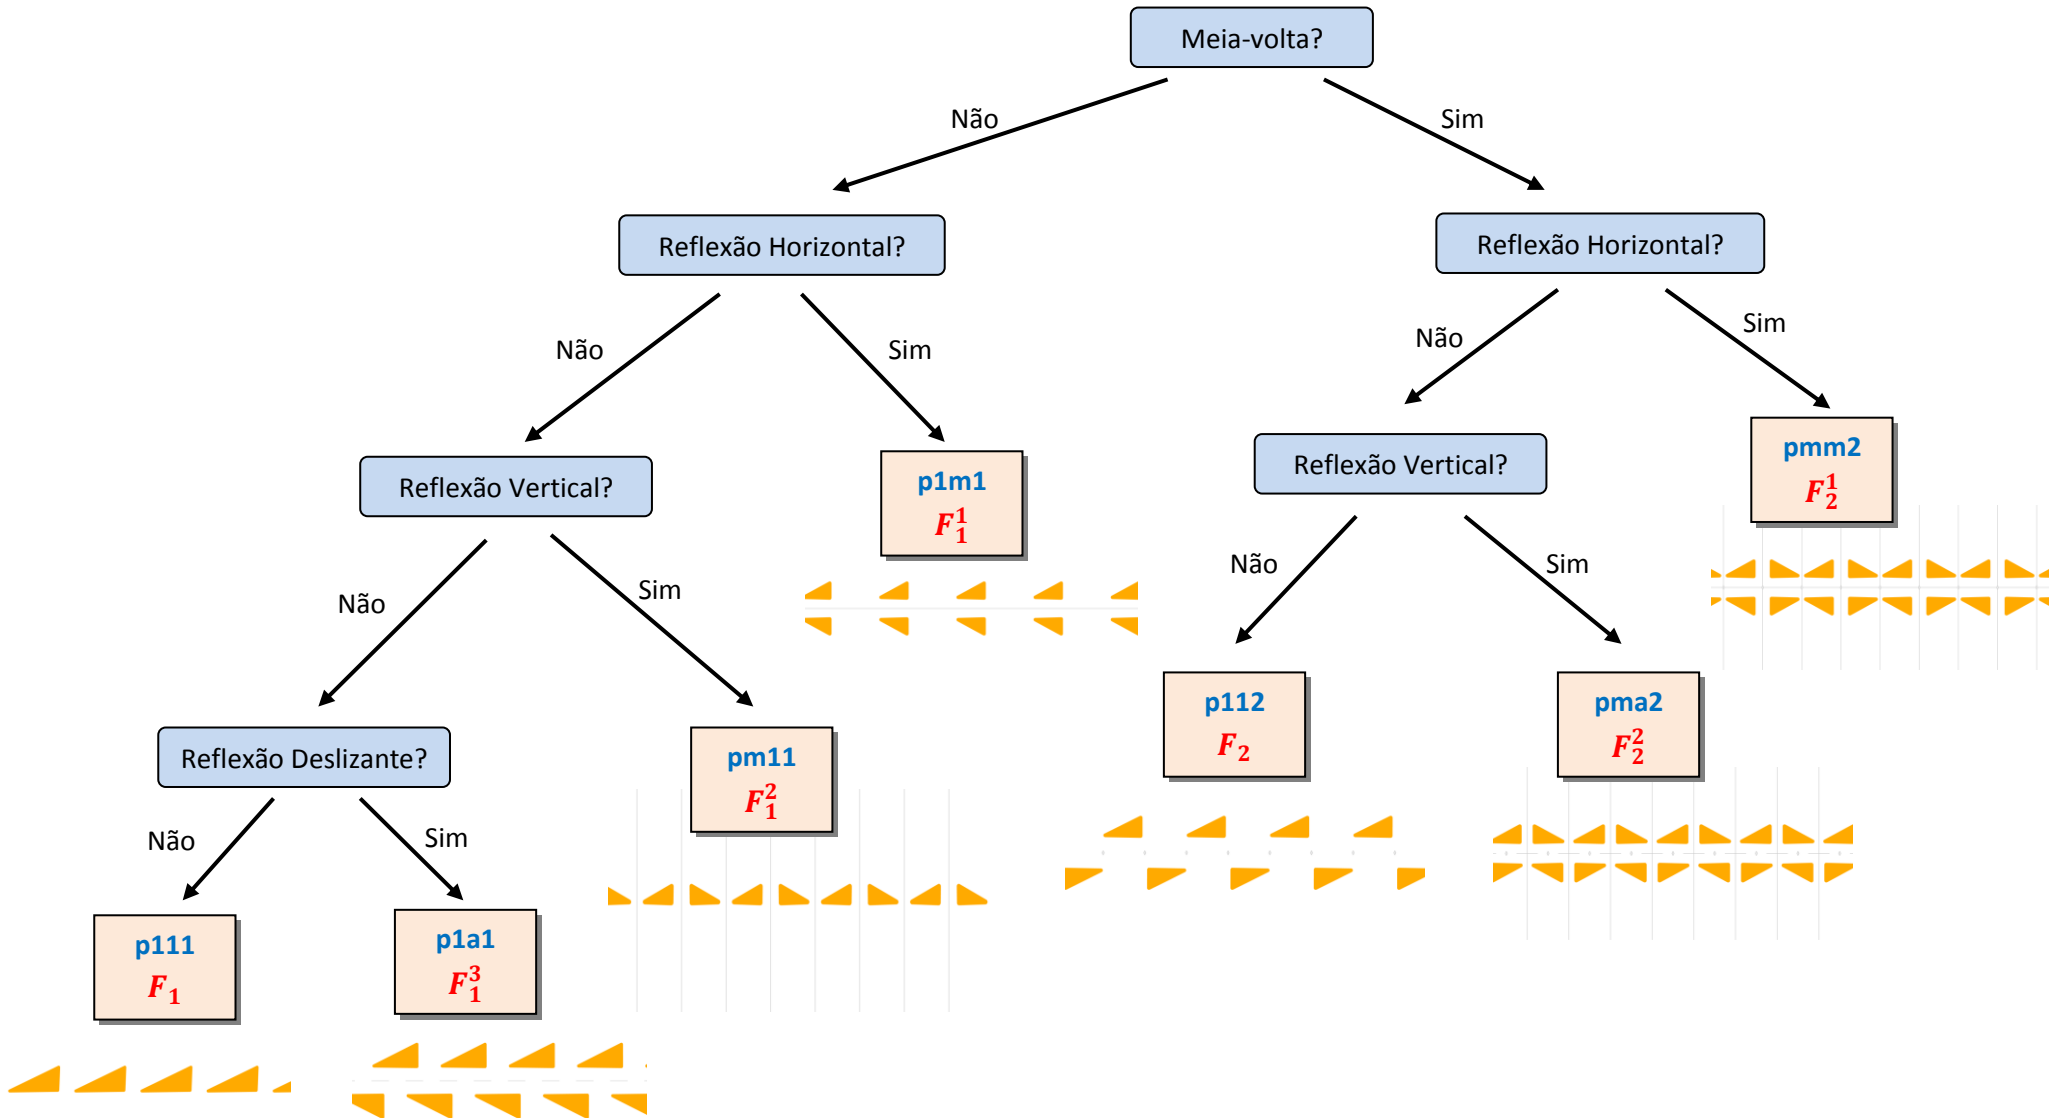 Meia-volta?
Não
Sim
Reflexão Horizontal?
Reflexão Horizontal?
Não
Sim
Não
Sim
Reflexão Vertical?
p1m1
F₁¹
Reflexão Vertical?
pmm2
F₂¹
Não
Sim
Não
Sim
Reflexão Deslizante?
pm11
F₁²
p112
F₂
pma2
F₂²
Não
Sim
p111
F₁
p1a1
F₁³